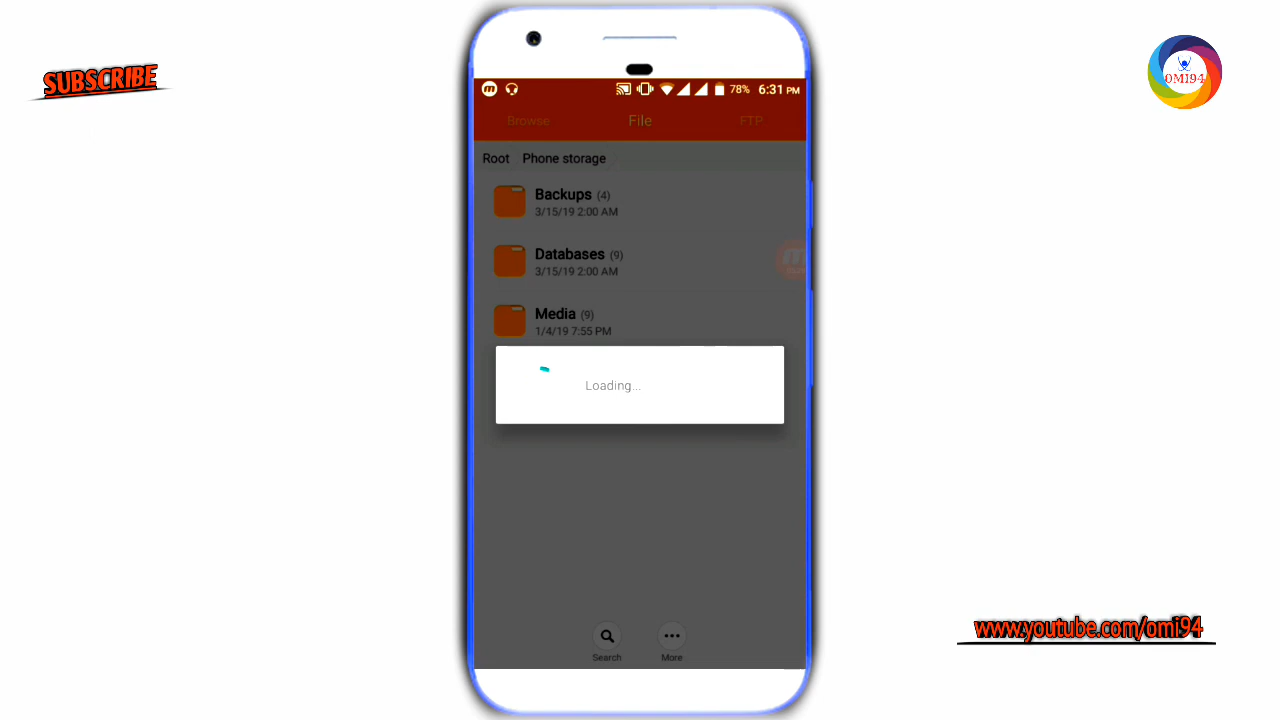 SUBSCRIBE
OMI94
78% 6:31 PM
Browse File FTP
Root Phone storage
Backups (4)
3/15/19 2:00 AM
Databases (9)
3/15/19 2:00 AM
Media (9)
1/4/19 7:55 PM
Loading...
Search More
www.youtube.com/omi94